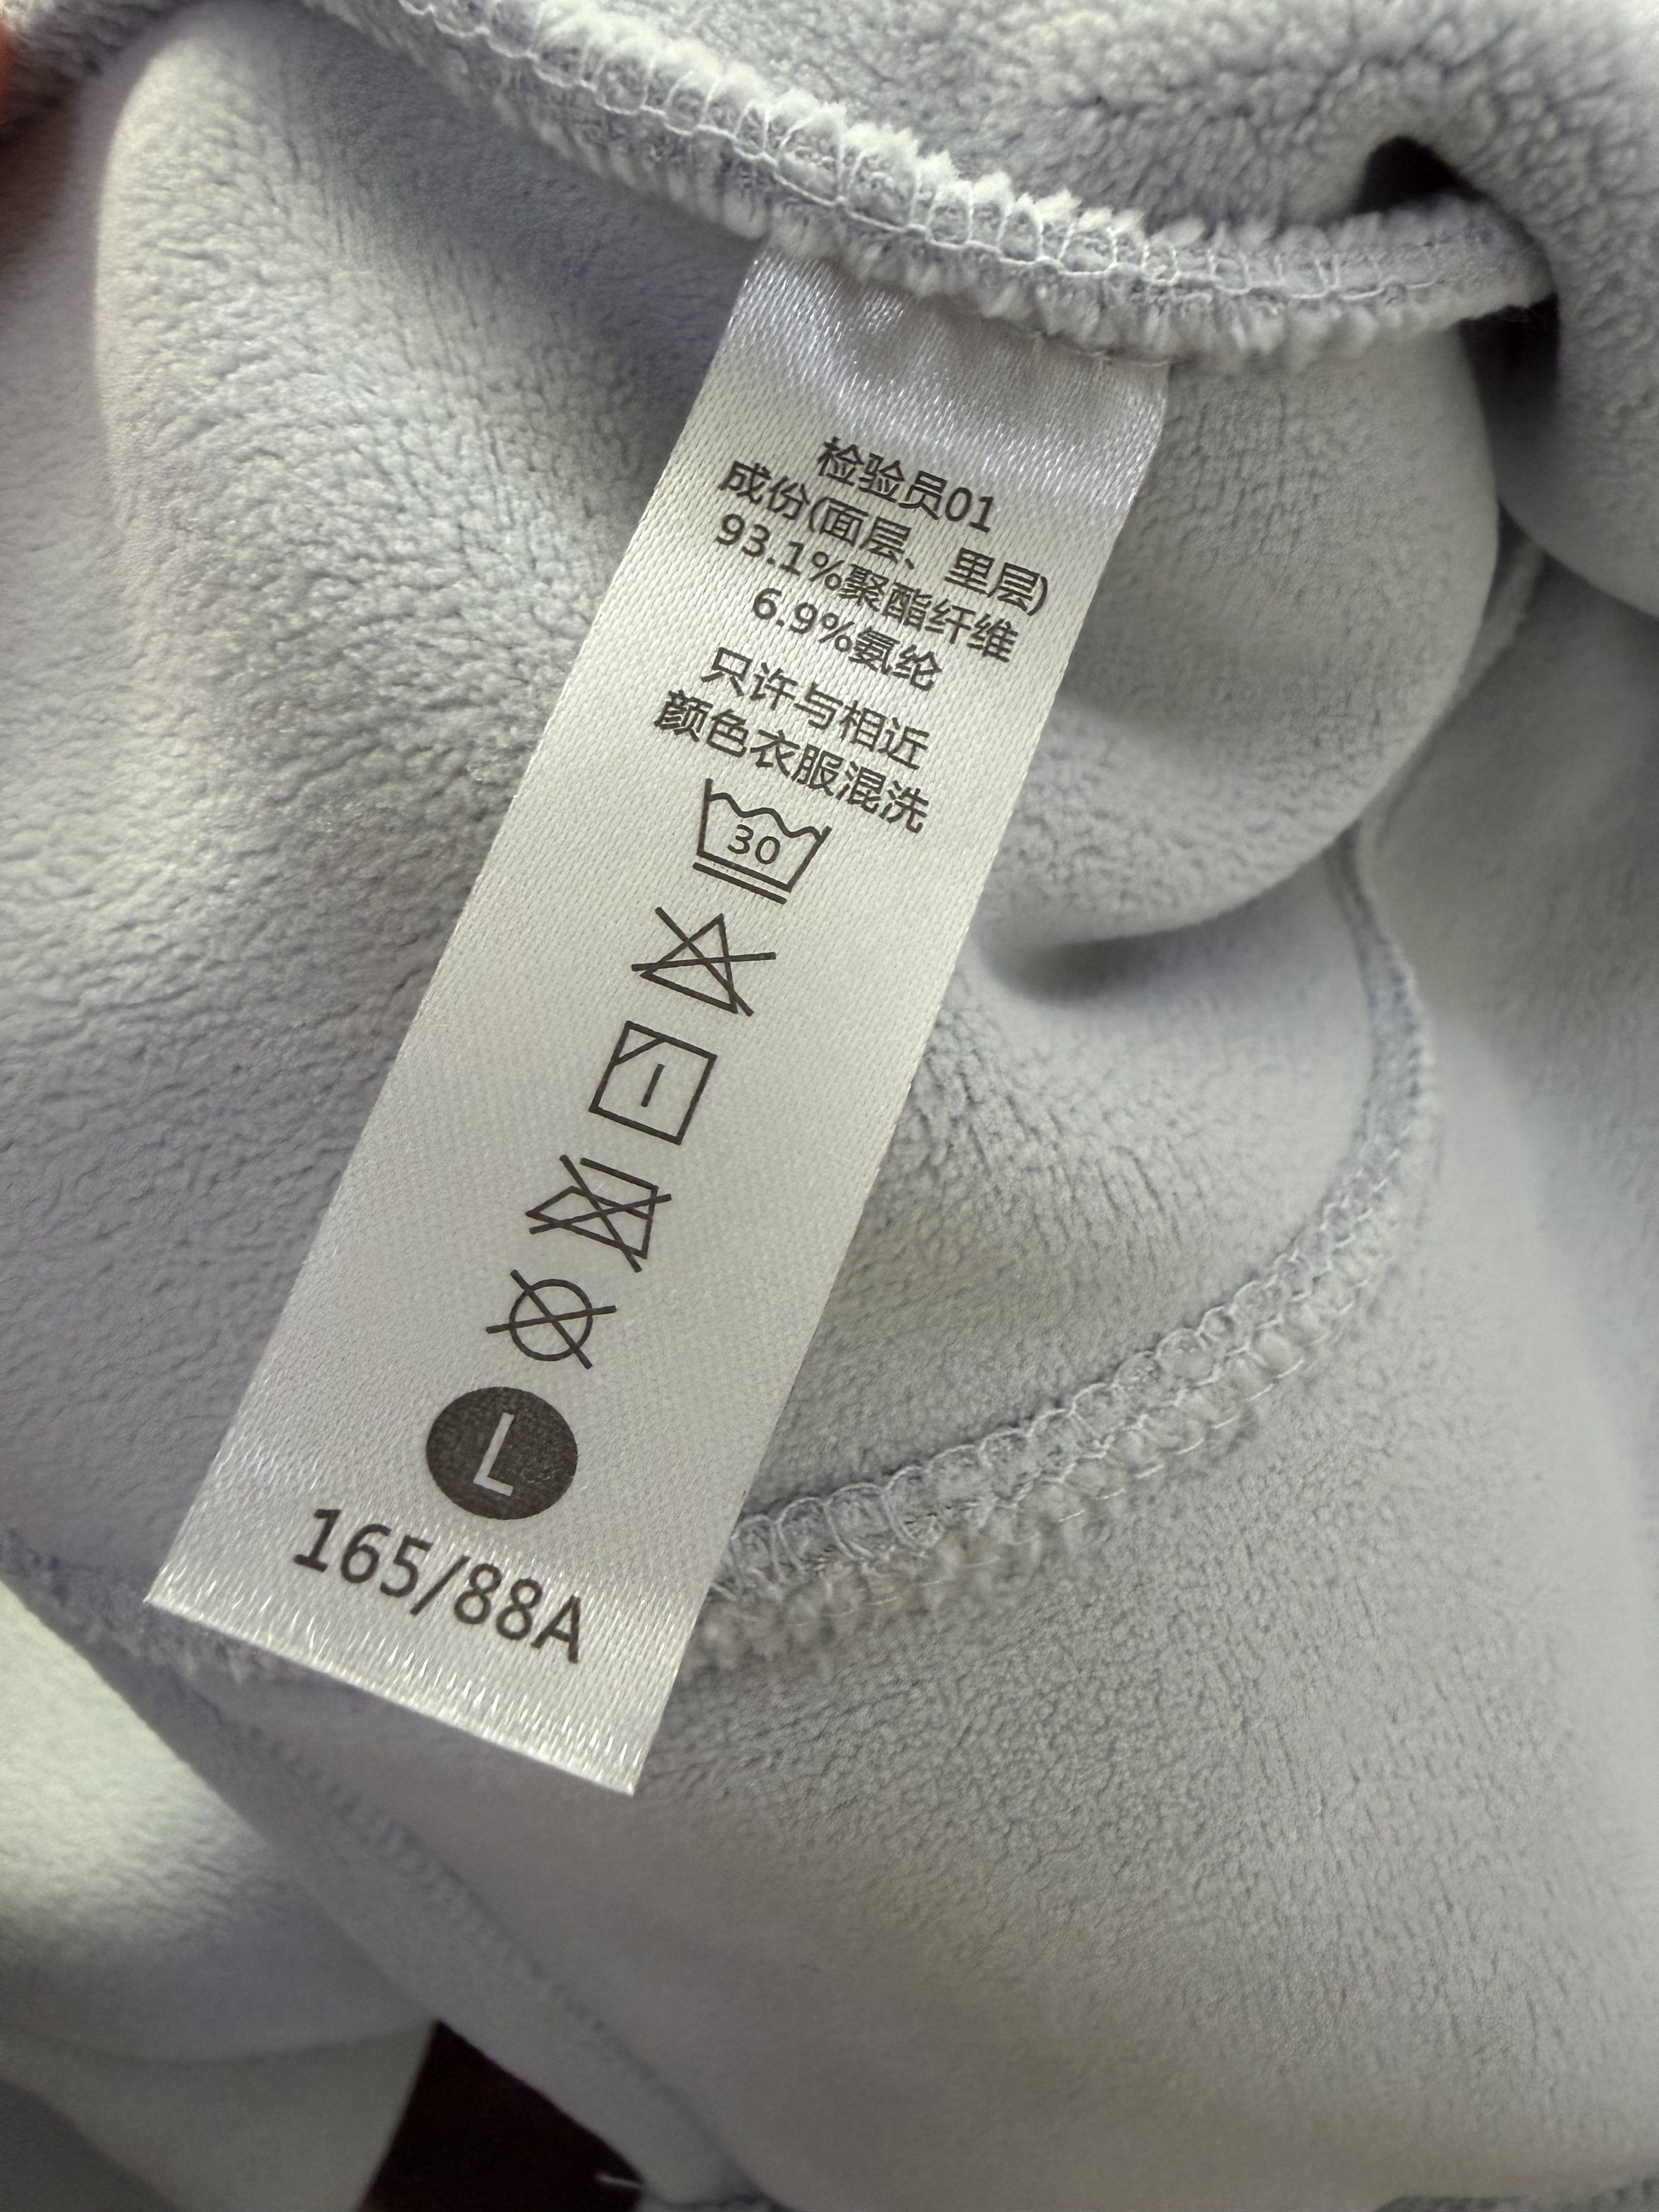 检验员01
成份(面层、里层)
93.1%聚酯纤维
6.9%氨纶
只许与相近
颜色衣服混洗
30
L
165/88A